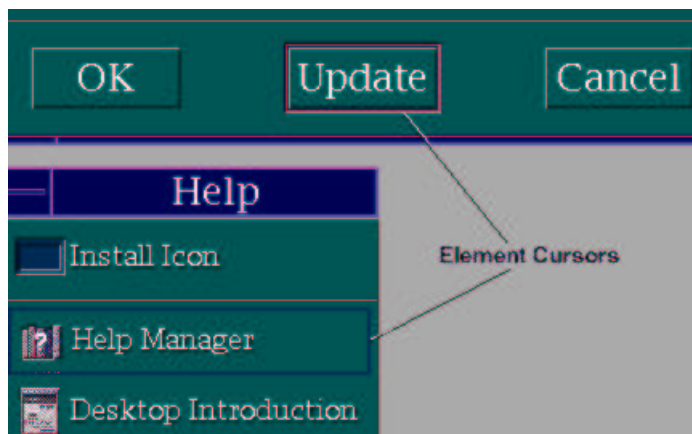 OK
Update
Cancel
Help
Install Icon
Element Cursors
Help Manager
Desktop Introduction